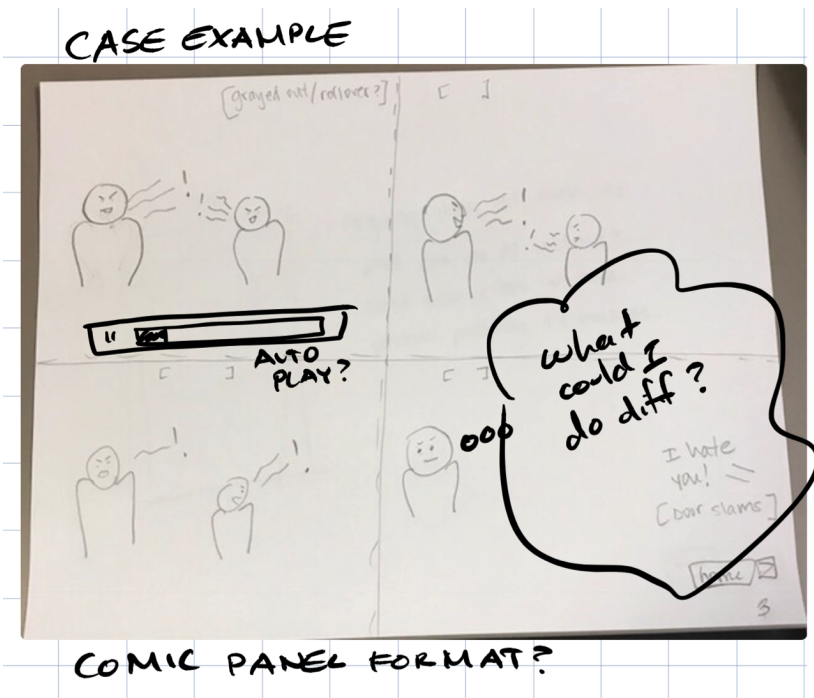 CASE EXAMPLE
[grayed out/rollover?]
[ ]
!
!
!
!
AUTO
PLAY?
[ ]
[ ]
!
!
what
could I
do diff?
I hate
you!
[Door slams]
3
COMIC PANEL FORMAT?